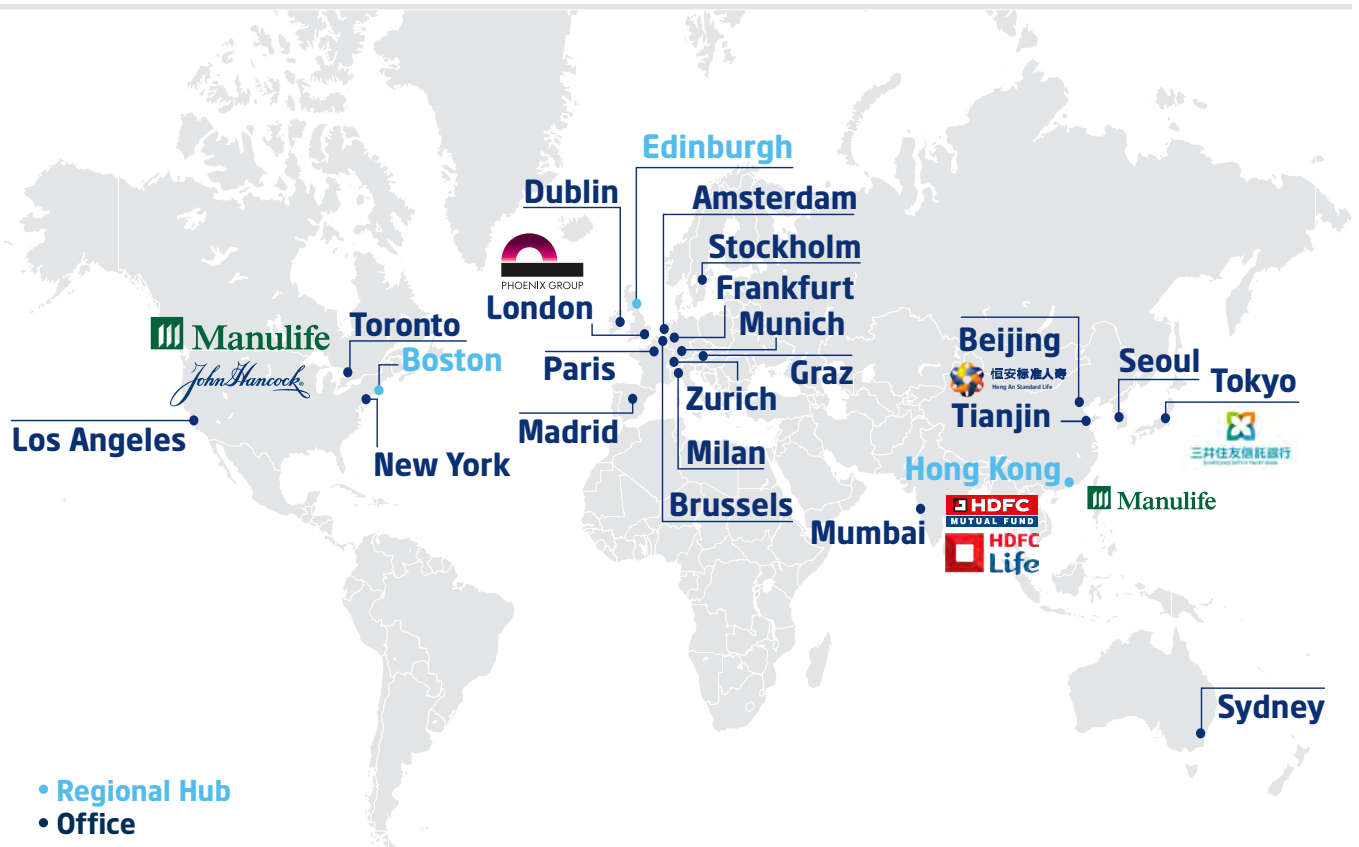 Edinburgh
Dublin
Amsterdam
Stockholm
PHOENIX GROUP
Frankfurt
London
Munich
Manulife
Toronto
John Hancock
Boston
Paris
Graz
Zurich
Los Angeles
Madrid
New York
Milan
Brussels
Beijing
恒安标准人寿
Heng An Standard Life
Tianjin
Seoul
Tokyo
三井住友信託銀行
Hong Kong
Manulife
HDFC
MUTUAL FUND
Mumbai
HDFC
Life
Sydney
• Regional Hub
• Office